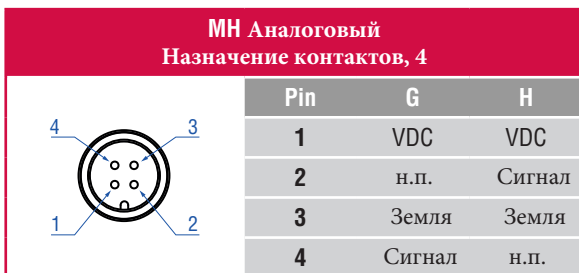 МН Аналоговый
Назначение контактов, 4
Pin G H
4 3
1 VDC VDC
2 н.п. Сигнал
1 2
3 Земля Земля
4 Сигнал н.п.